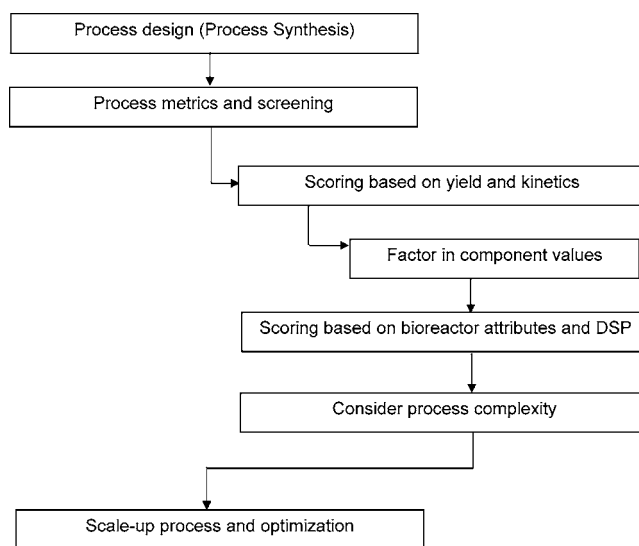 Process design (Process Synthesis)
Process metrics and screening
Scoring based on yield and kinetics
Factor in component values
Scoring based on bioreactor attributes and DSP
Consider process complexity
Scale-up process and optimization